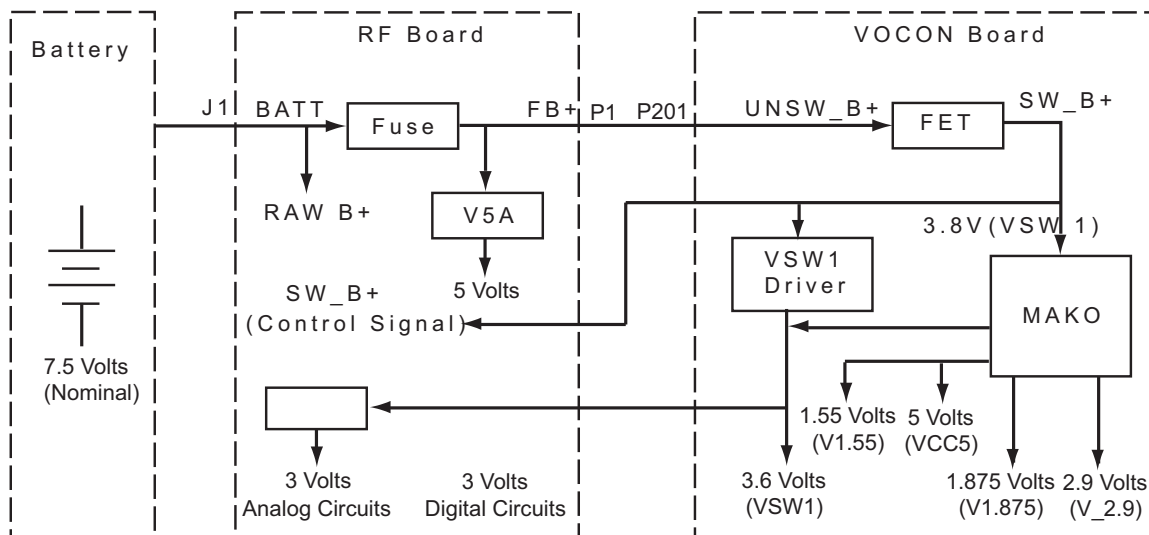 Battery
7.5 Volts
(Nominal)
RF Board
J1
BATT
Fuse
FB+
RAW B+
V5A
5 Volts
SW_B+
(Control Signal)
3 Volts
Analog Circuits
3 Volts
Digital Circuits
P1
P201
VOCON Board
UNSW_B+
FET
SW_B+
3.8V(VSW_1)
VSW1
Driver
MAKO
1.55 Volts
(V1.55)
5 Volts
(VCC5)
3.6 Volts
(VSW1)
1.875 Volts
(V1.875)
2.9 Volts
(V_2.9)